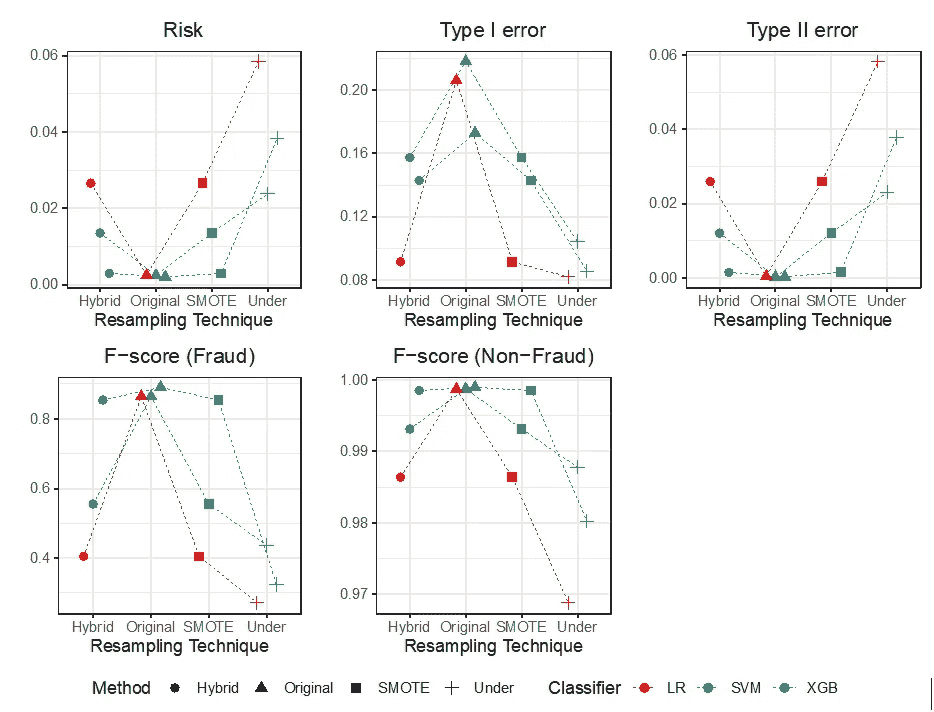 Risk
Type I error
Type II error
0.06
0.04
0.02
0.00
0.20
0.16
0.12
0.08
0.06
0.04
0.02
0.00
Hybrid Original SMOTE Under
Hybrid Original SMOTE Under
Hybrid Original SMOTE Under
Resampling Technique
Resampling Technique
Resampling Technique
F−score (Fraud)
F−score (Non−Fraud)
0.8
0.6
0.4
1.00
0.99
0.98
0.97
Hybrid Original SMOTE Under
Hybrid Original SMOTE Under
Resampling Technique
Resampling Technique
Method Hybrid Original SMOTE Under Classifier LR SVM XGB